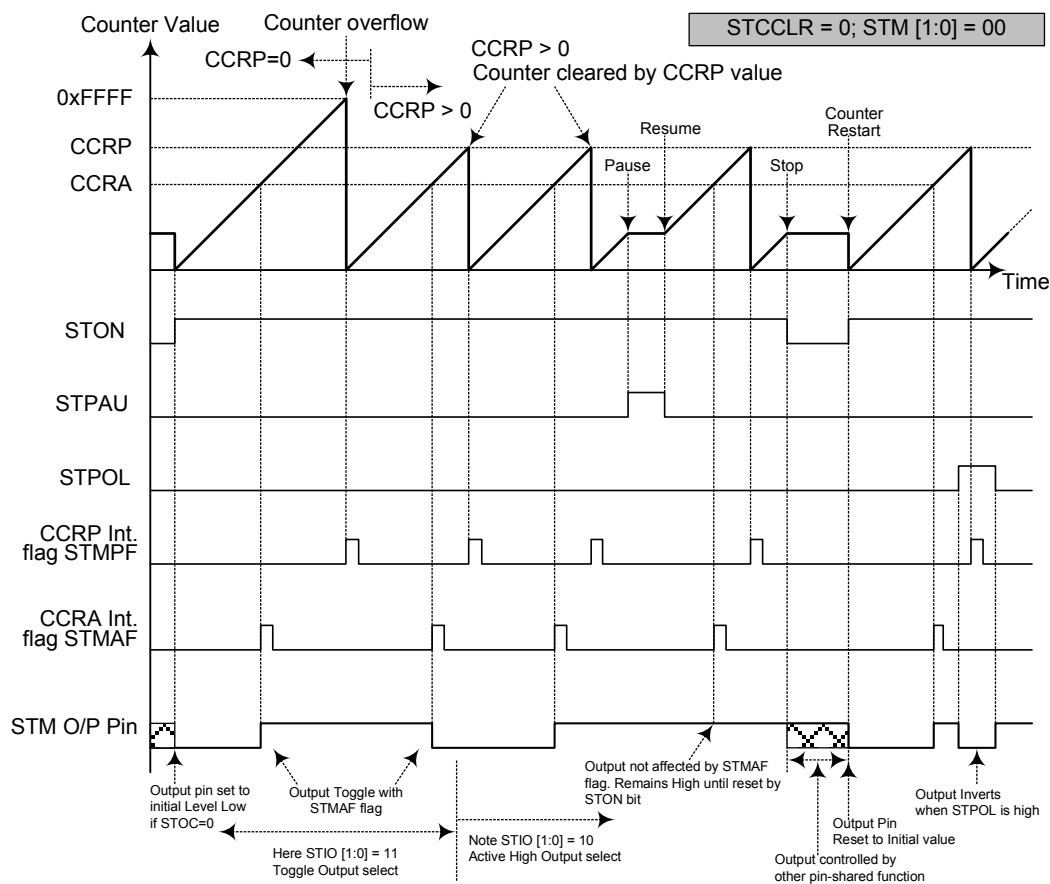 Counter Value
Counter overflow
STCCLR = 0; STM [1:0] = 00
CCRP=0
CCRP > 0
CCRP > 0
Counter cleared by CCRP value
0xFFFF
CCRP
CCRA
Pause
Resume
Stop
Counter
Restart
Time
STON
STPAU
STPOL
CCRP Int.
flag STMPF
CCRA Int.
flag STMAF
STM O/P Pin
Output pin set to
initial Level Low
if STOC=0
Output Toggle with
STMAF flag
Here STIO [1:0] = 11
Toggle Output select
Note STIO [1:0] = 10
Active High Output select
Output not affected by STMAF
flag. Remains High until reset by
STON bit
Output controlled by
other pin-shared function
Output Pin
Reset to Initial value
Output Inverts
when STPOL is high